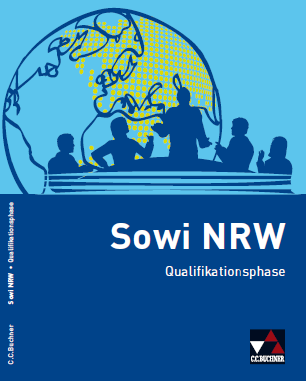 Sowi NRW
Qualifikationsphase
C.C.Buchner Sowi NRW • Qualifikationsphase
C.C.BUCHNER